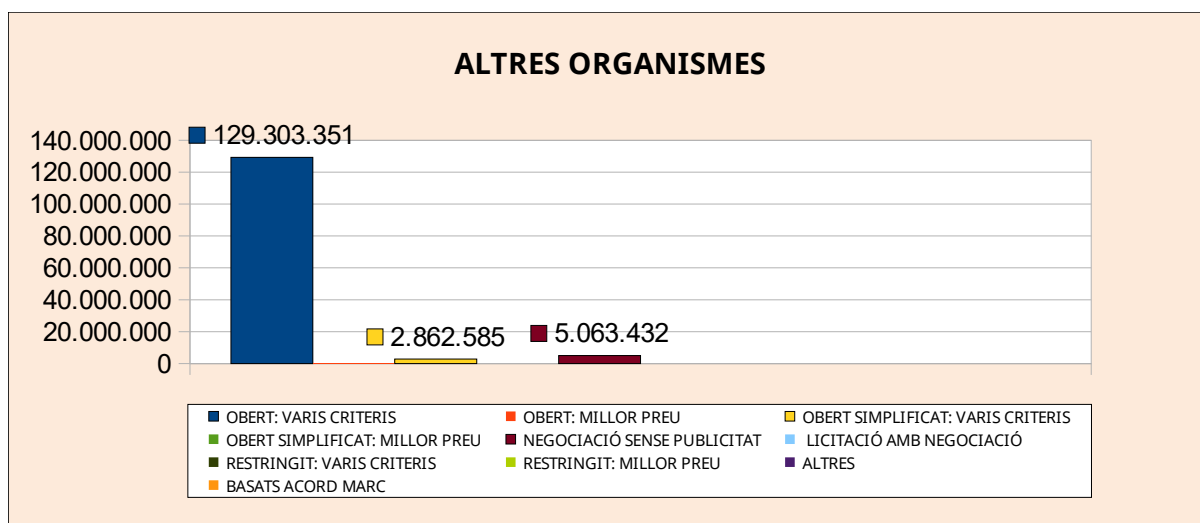 ALTRES ORGANISMES
129.303.351
140.000.000
120.000.000
100.000.000
80.000.000
60.000.000
40.000.000
20.000.000
0
2.862.585
5.063.432
OBERT: VARIS CRITERIS
OBERT: MILLOR PREU
OBERT SIMPLIFICAT: VARIS CRITERIS
OBERT SIMPLIFICAT: MILLOR PREU
NEGOCIACIÓ SENSE PUBLICITAT
LICITACIÓ AMB NEGOCIACIÓ
RESTRINGIT: VARIS CRITERIS
RESTRINGIT: MILLOR PREU
ALTRES
BASATS ACORD MARC